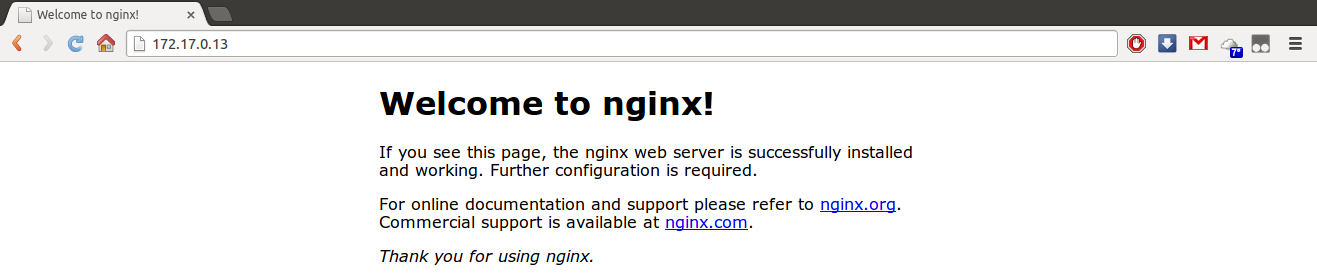 Welcome to nginx!
172.17.0.13
7°
Welcome to nginx!
If you see this page, the nginx web server is successfully installed
and working. Further configuration is required.
For online documentation and support please refer to nginx.org.
Commercial support is available at nginx.com.
Thank you for using nginx.